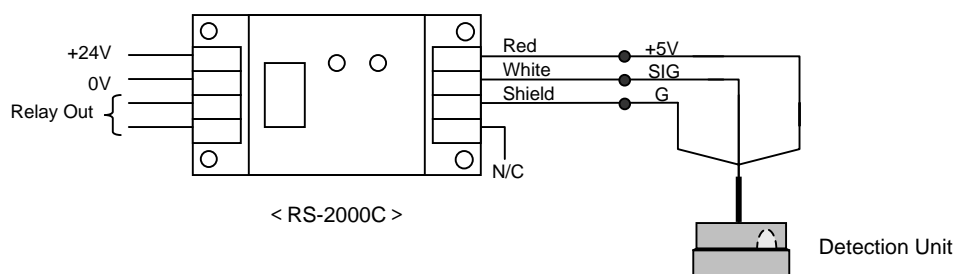 +24V
0V
Relay Out
Red
White
Shield
+5V
SIG
G
N/C
< RS-2000C >
Detection Unit